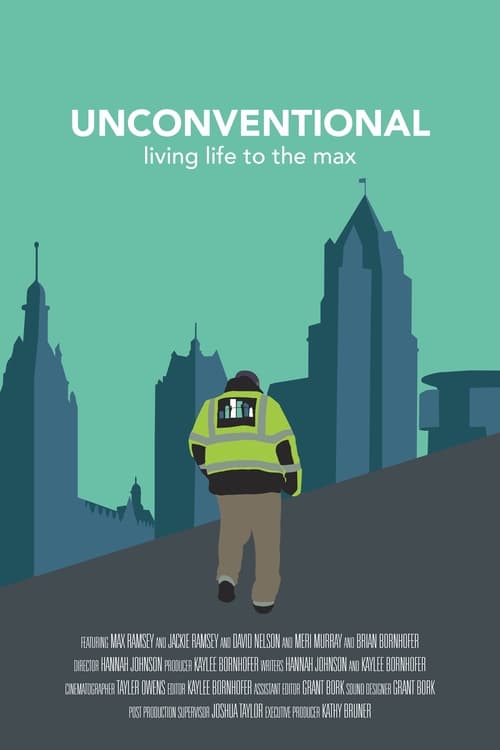 UNCONVENTIONAL
living life to the max
FEATURING MAX RAMSEY AND JACKIE RAMSEY AND DAVID NELSON AND MERI MURRAY AND BRIAN BORNHOFER
DIRECTOR HANNAH JOHNSON PRODUCER KAYLEE BORNHOFER WRITERS HANNAH JOHNSON AND KAYLEE BORNHOFER
CINEMATOGRAPHER TAYLER OWENS EDITOR KAYLEE BORNHOFER ASSISTANT EDITOR GRANT BORK SOUND DESIGNER GRANT BORK
POST PRODUCTION SUPERVISOR JOSHUA TAYLOR EXECUTIVE PRODUCER KATHY BRUNER